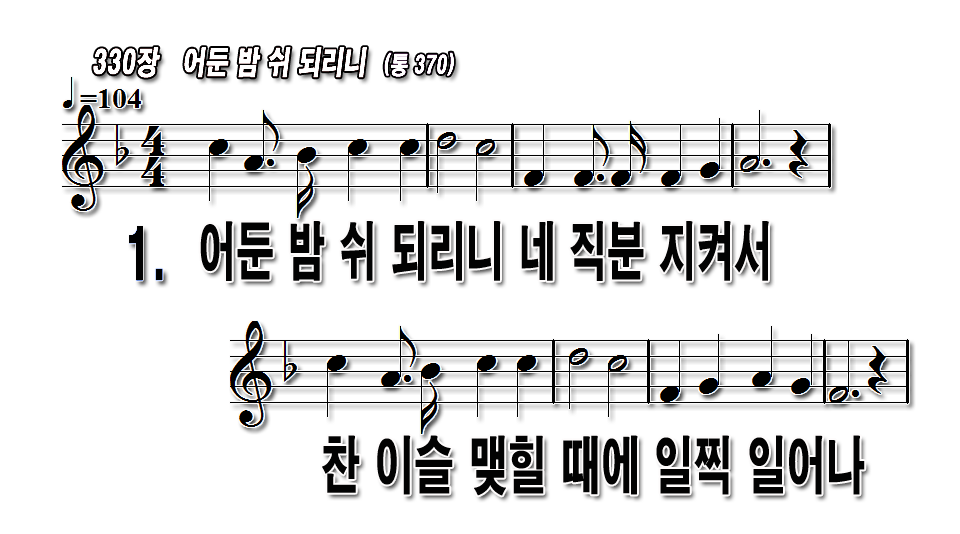 330장 어둔 밤 쉬 되리니 (통 370)
♩=104
4
4
1. 어둔 밤 쉬 되리니 네 직분 지켜서
찬 이슬 맺힐 때에 일찍 일어나